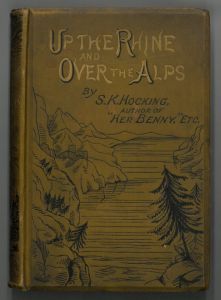 UP THE RHINE
AND
OVER THE ALPS
BY
S. K. HOCKING,
AUTHOR OF
"HER BENNY," ETC.